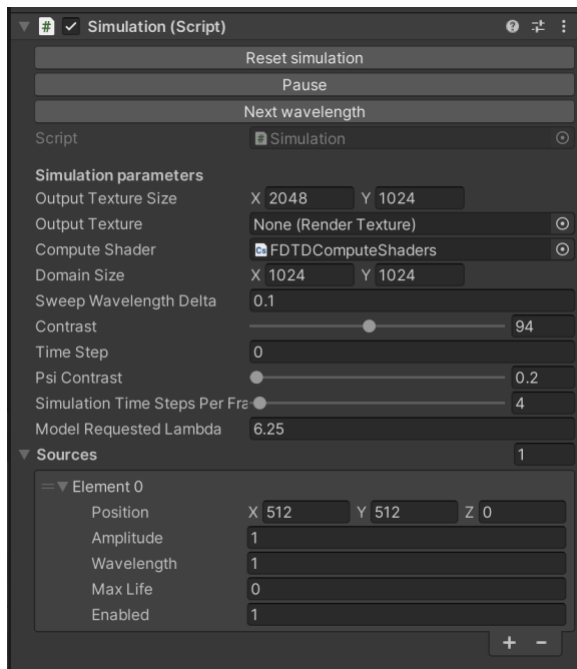 # Simulation (Script)
Reset simulation
Pause
Next wavelength
Script # Simulation
Simulation parameters
Output Texture Size X 2048 Y 1024
Output Texture None (Render Texture)
Compute Shader Cs FDTDComputeShaders
Domain Size X 1024 Y 1024
Sweep Wavelength Delta 0.1
Contrast 94
Time Step 0
Psi Contrast 0.2
Simulation Time Steps Per Fra 4
Model Requested Lambda 6.25
Sources 1
Element 0
Position X 512 Y 512 Z 0
Amplitude 1
Wavelength 1
Max Life 0
Enabled 1
+ -